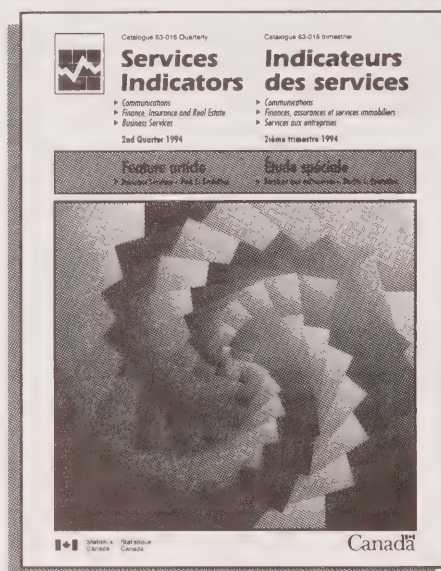 Catalogue 63-016 Quarterly
Services
Indicators
▸ Communications
▸ Finance, Insurance and Real Estate
▸ Business Services
2nd Quarter 1994
Catalogue 63-016 trimestriel
Indicateurs
des services
▸ Communications
▸ Finances, assurances et services immobiliers
▸ Services aux entreprises
2ième trimestre 1994
Feature article
Étude spéciale
Statistics
Canada
Statistique
Canada
Canada